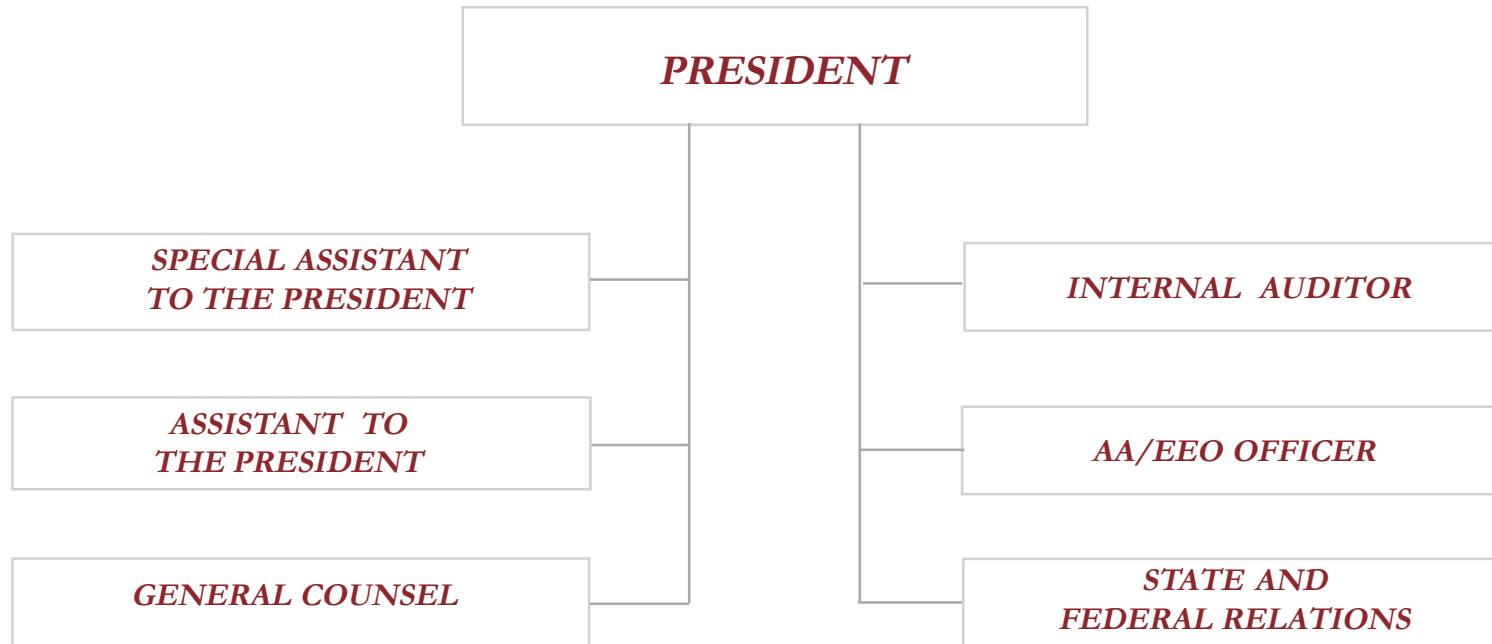 PRESIDENT
SPECIAL ASSISTANT
TO THE PRESIDENT
INTERNAL AUDITOR
ASSISTANT TO
THE PRESIDENT
AA/EEO OFFICER
GENERAL COUNSEL
STATE AND
FEDERAL RELATIONS